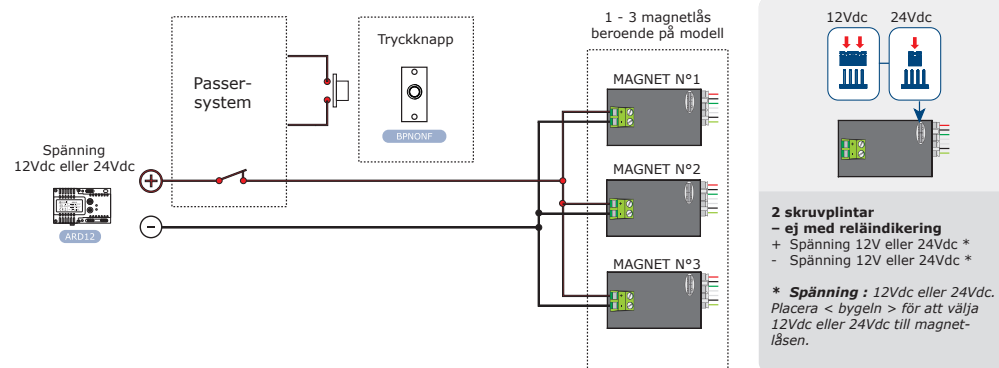 1 - 3 magnetlås
beroende på modell
Tryckknapp
Passer-
system
BPNONF
MAGNET N°1
MAGNET N°2
MAGNET N°3
Spänning
12Vdc eller 24Vdc
+
-
ARD12
12Vdc 24Vdc
2 skruvplintar
– ej med reläindikering
+ Spänning 12V eller 24Vdc *
- Spänning 12V eller 24Vdc *
* Spänning : 12Vdc eller 24Vdc.
Placera < bygeln > för att välja
12Vdc eller 24Vdc till magnet-
låsen.